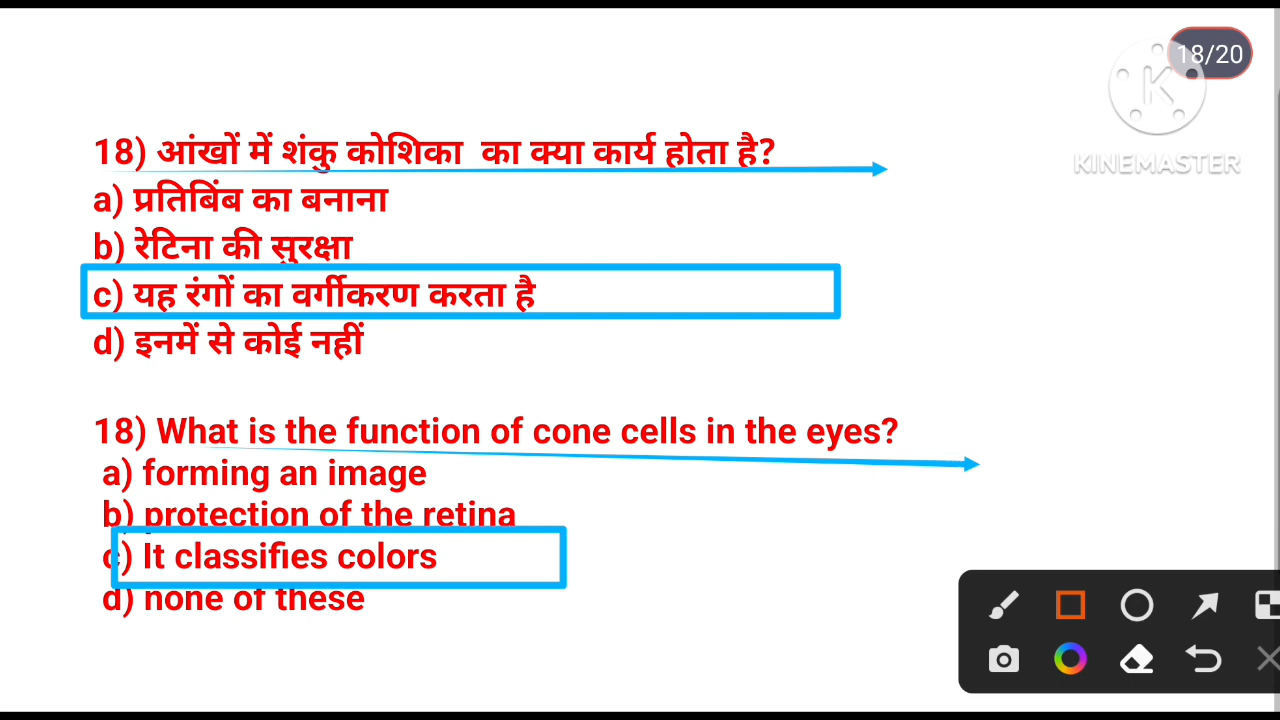 18/20
KINEMASTER
18) आंखों में शंकु कोशिका का क्या कार्य होता है?
a) प्रतिबिंब का बनाना
b) रेटिना की सुरक्षा
c) यह रंगों का वर्गीकरण करता है
d) इनमें से कोई नहीं
18) What is the function of cone cells in the eyes?
a) forming an image
b) protection of the retina
c) It classifies colors
d) none of these